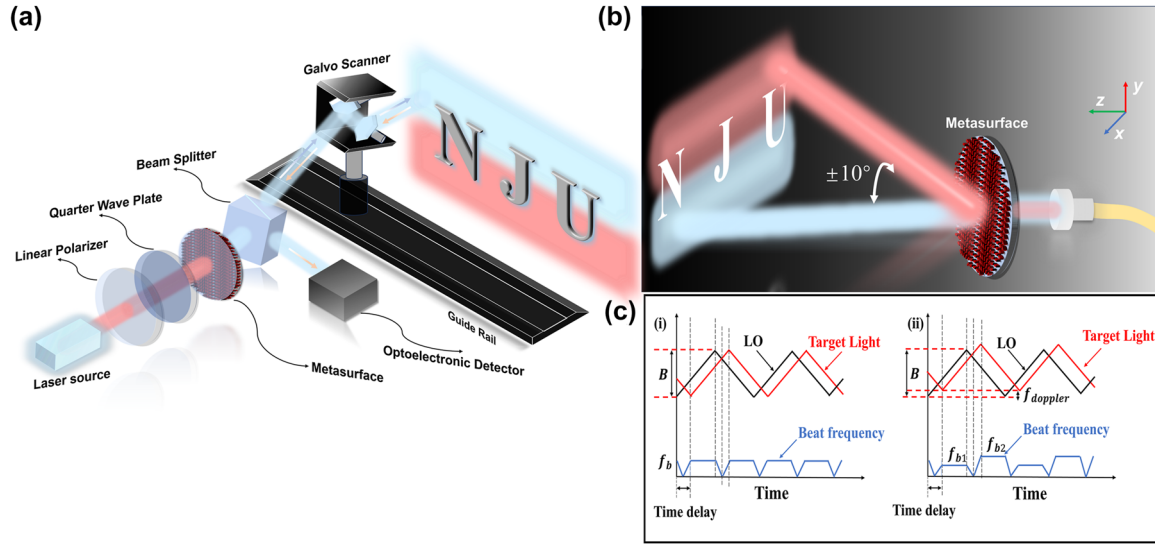 (a)
Galvo Scanner
Beam Splitter
Quarter Wave Plate
Linear Polarizer
N J U
Laser source
Metasurface
Optoelectronic Detector
Guide Rail
(b)
Metasurface
N J U
±10°
y
z
x
(c)
(i)
LO
Target Light
B
Beat frequency
f_b
Time
Time delay
(ii)
LO
Target Light
B
f_doppler
Beat frequency
f_b1
f_b2
Time
Time delay